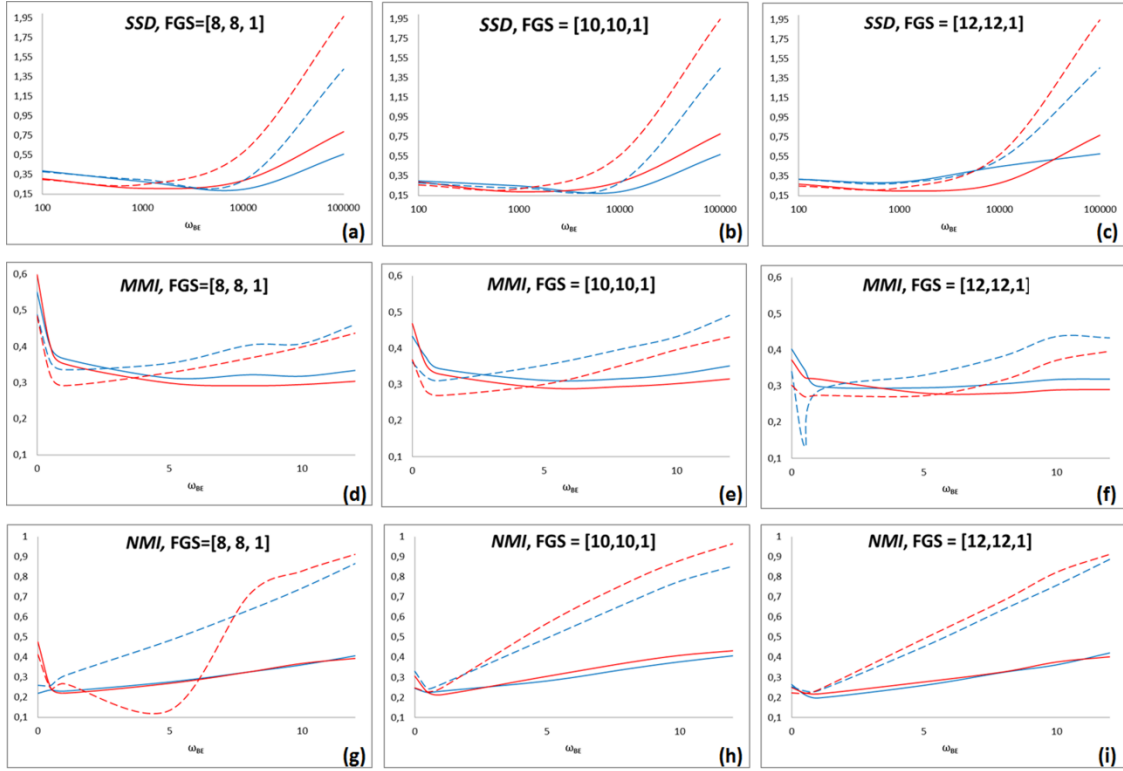 SSD, FGS=[8, 8, 1]
1,95
1,75
1,55
1,35
1,15
0,95
0,75
0,55
0,35
0,15
100 1000 10000 100000
ωBE
(a)
SSD, FGS = [10,10,1]
1,95
1,75
1,55
1,35
1,15
0,95
0,75
0,55
0,35
0,15
100 1000 10000 100000
ωBE
(b)
SSD, FGS = [12,12,1]
1,95
1,75
1,55
1,35
1,15
0,95
0,75
0,55
0,35
0,15
100 1000 10000 100000
ωBE
(c)
MMI, FGS=[8, 8, 1]
0,6
0,5
0,4
0,3
0,2
0,1
0 5 10
ωBE
(d)
MMI, FGS = [10,10,1]
0,6
0,5
0,4
0,3
0,2
0,1
0 5 10
ωBE
(e)
MMI, FGS = [12,12,1]
0,6
0,5
0,4
0,3
0,2
0,1
0 5 10
ωBE
(f)
NMI, FGS=[8, 8, 1]
1
0,9
0,8
0,7
0,6
0,5
0,4
0,3
0,2
0,1
0 5 10
ωBE
(g)
NMI, FGS = [10,10,1]
1
0,9
0,8
0,7
0,6
0,5
0,4
0,3
0,2
0,1
0 5 10
ωBE
(h)
NMI, FGS = [12,12,1]
1
0,9
0,8
0,7
0,6
0,5
0,4
0,3
0,2
0,1
0 5 10
ωBE
(i)